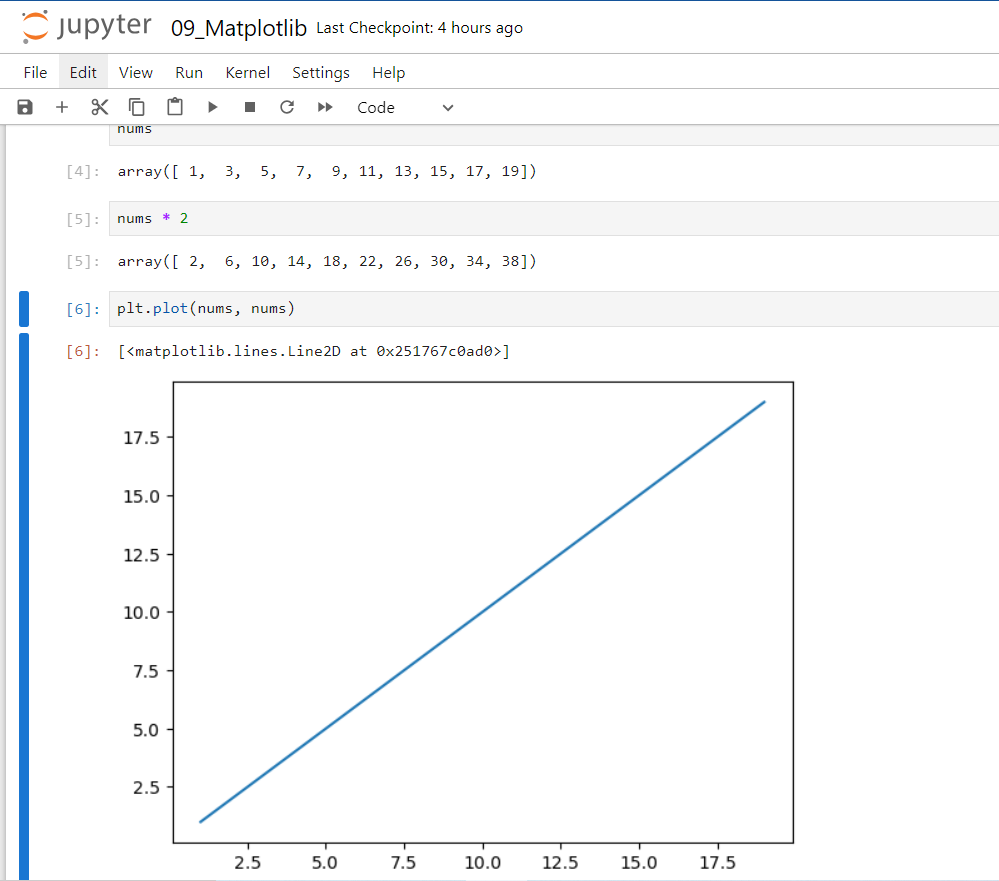 jupyter 09_Matplotlib Last Checkpoint: 4 hours ago
File Edit View Run Kernel Settings Help
Code
nums
[4]: array([ 1,  3,  5,  7,  9, 11, 13, 15, 17, 19])
[5]: nums * 2
[5]: array([ 2,  6, 10, 14, 18, 22, 26, 30, 34, 38])
[6]: plt.plot(nums, nums)
[6]: [<matplotlib.lines.Line2D at 0x251767c0ad0>]
17.5
15.0
12.5
10.0
7.5
5.0
2.5
2.5 5.0 7.5 10.0 12.5 15.0 17.5